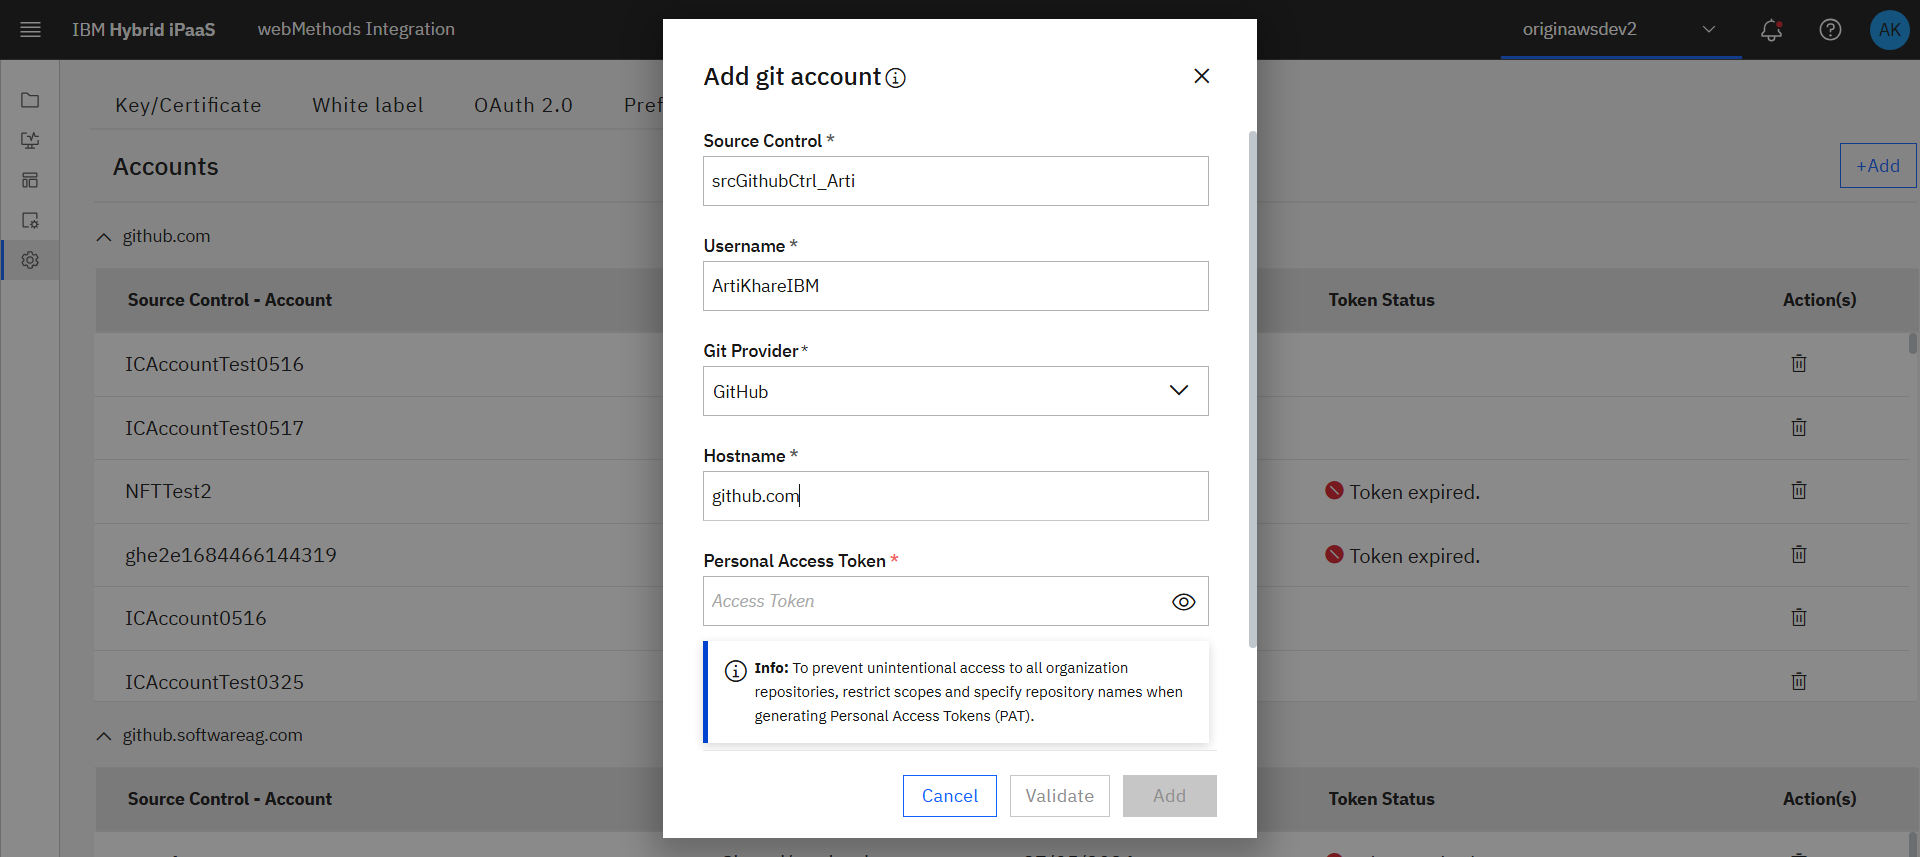 IBM Hybrid iPaaS
webMethods Integration
originawsdev2
AK
Key/Certificate
White label
OAuth 2.0
Pref
Accounts
+Add
github.com
Source Control - Account
Token Status
Action(s)
ICAccountTest0516
ICAccountTest0517
NFTTest2
Token expired.
ghe2e1684466144319
Token expired.
ICAccount0516
ICAccountTest0325
github.softwareag.com
Source Control - Account
Token Status
Action(s)
Add git account
Source Control *
srcGithubCtrl_Arti
Username *
ArtiKhareIBM
Git Provider*
GitHub
Hostname *
github.com
Personal Access Token *
Access Token
Info: To prevent unintentional access to all organization
repositories, restrict scopes and specify repository names when
generating Personal Access Tokens (PAT).
Cancel
Validate
Add